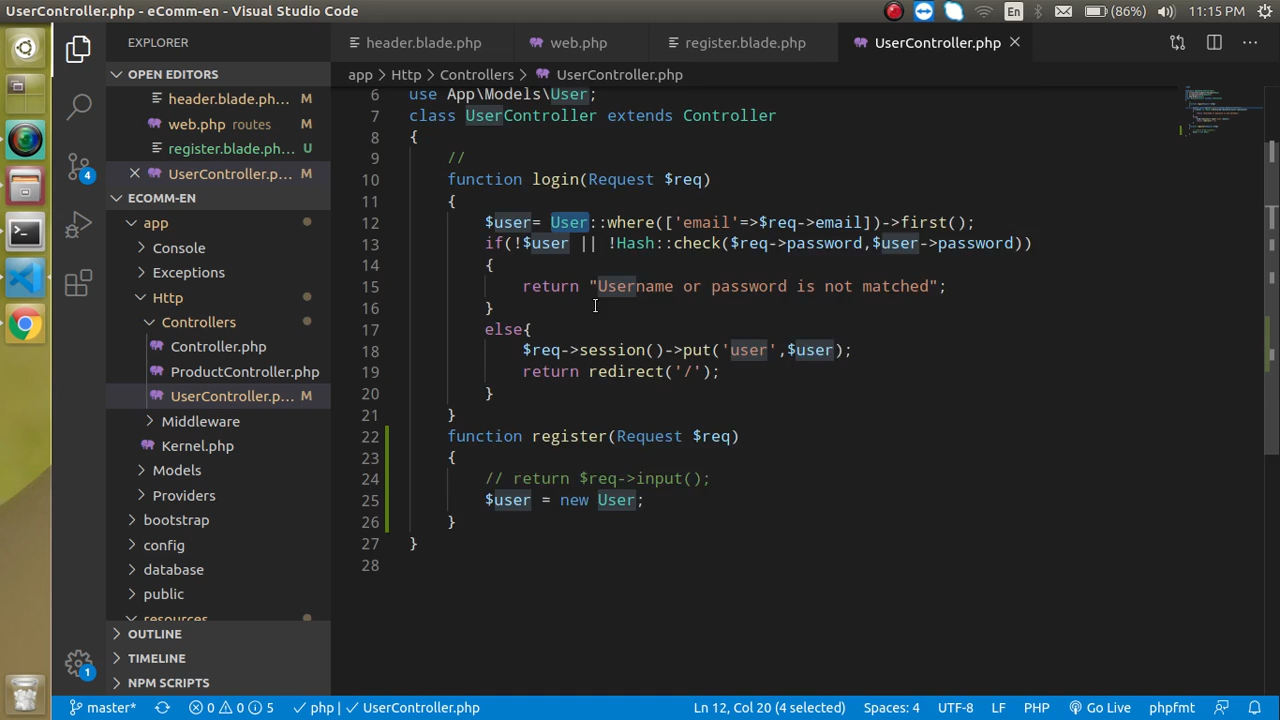 UserController.php - eComm-en - Visual Studio Code
En
(86%)
11:15 PM
EXPLORER
header.blade.php
web.php
register.blade.php
UserController.php
OPEN EDITORS
header.blade.ph... M
web.php routes M
register.blade.ph... U
UserController.p... M
ECOMM-EN
app
Console
Exceptions
Http
Controllers
Controller.php
ProductController.php
UserController.p... M
Middleware
Kernel.php
Models
Providers
bootstrap
config
database
public
resources
OUTLINE
TIMELINE
NPM SCRIPTS
4
1
app > Http > Controllers > UserController.php
6 use App\Models\User;
7 class UserController extends Controller
8 {
9 //
10 function login(Request $req)
11 {
12 $user= User::where(['email'=>$req->email])->first();
13 if(!$user || !Hash::check($req->password,$user->password))
14 {
15 return "Username or password is not matched";
16 }
17 else{
18 $req->session()->put('user',$user);
19 return redirect('/');
20 }
21 }
22 function register(Request $req)
23 {
24 // return $req->input();
25 $user = new User;
26 }
27 }
28
master*
0 0 5
php
UserController.php
Ln 12, Col 20 (4 selected)
Spaces: 4
UTF-8
LF
PHP
Go Live
phpfmt